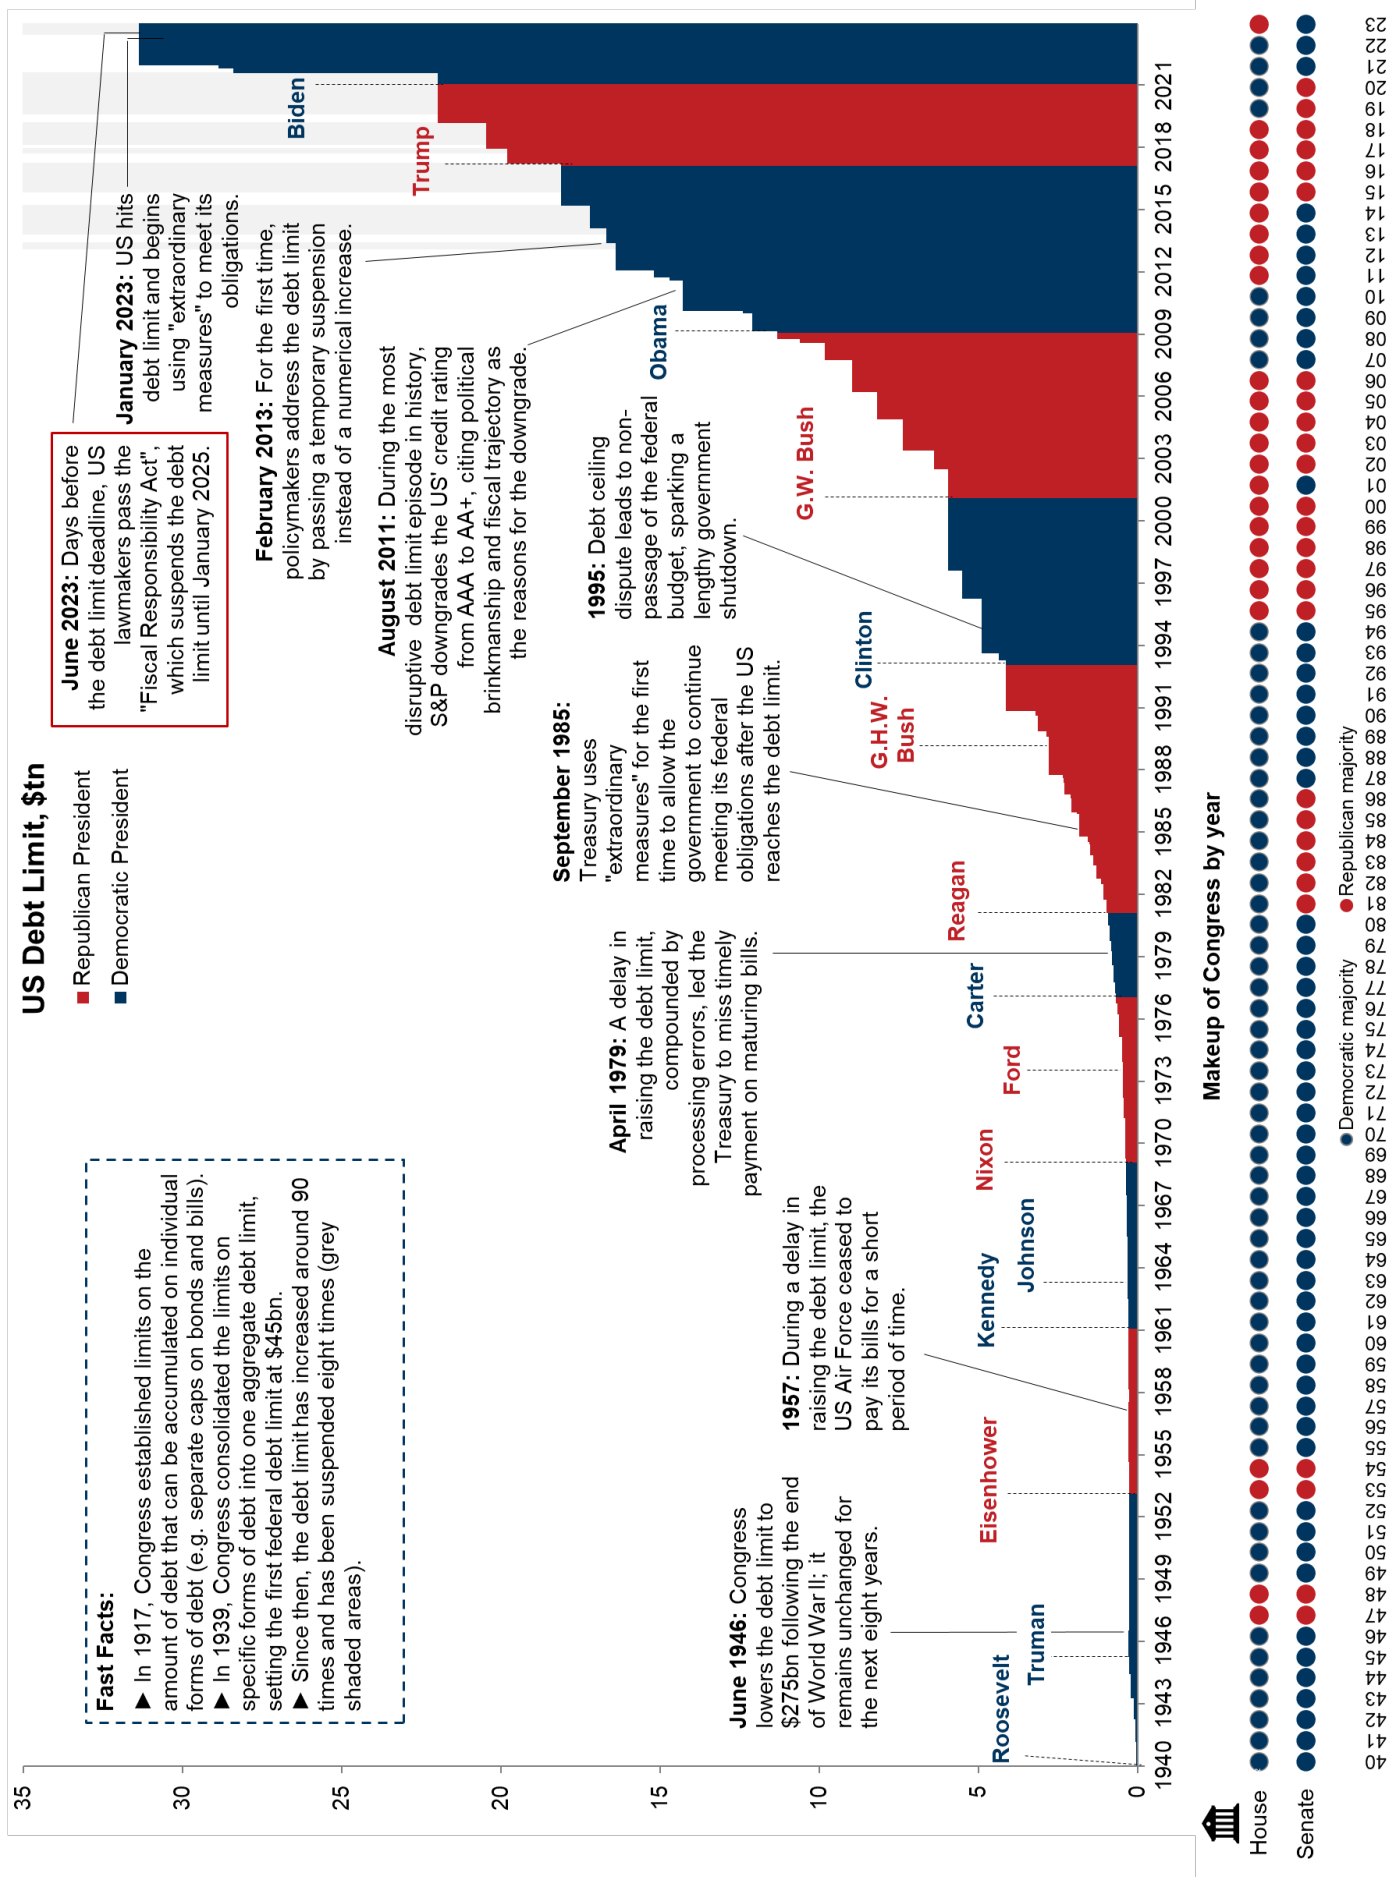 US Debt Limit, $tn
Republican President
Democratic President
Fast Facts:
► In 1917, Congress established limits on the
amount of debt that can be accumulated on individual
forms of debt (e.g. separate caps on bonds and bills).
► In 1939, Congress consolidated the limits on
specific forms of debt into one aggregate debt limit,
setting the first federal debt limit at $45bn.
► Since then, the debt limit has increased around 90
times and has been suspended eight times (grey
shaded areas).
June 2023: Days before
the debt limit deadline, US
lawmakers pass the
"Fiscal Responsibility Act",
which suspends the debt
limit until January 2025.
January 2023: US hits
debt limit and begins
using "extraordinary
measures" to meet its
obligations.
February 2013: For the first time,
policymakers address the debt limit
by passing a temporary suspension
instead of a numerical increase.
August 2011: During the most
disruptive debt limit episode in history,
S&P downgrades the US' credit rating
from AAA to AA+, citing political
brinkmanship and fiscal trajectory as
the reasons for the downgrade.
1995: Debt ceiling
dispute leads to non-
passage of the federal
budget, sparking a
lengthy government
shutdown.
September 1985:
Treasury uses
"extraordinary
measures" for the first
time to allow the
government to continue
meeting its federal
obligations after the US
reaches the debt limit.
April 1979: A delay in
raising the debt limit,
compounded by
processing errors, led the
Treasury to miss timely
payment on maturing bills.
1957: During a delay in
raising the debt limit, the
US Air Force ceased to
pay its bills for a short
period of time.
June 1946: Congress
lowers the debt limit to
$275bn following the end
of World War II; it
remains unchanged for
the next eight years.
Roosevelt
Truman
Eisenhower
Kennedy
Johnson
Nixon
Ford
Carter
Reagan
G.H.W.
Bush
Clinton
G.W. Bush
Obama
Trump
Biden
35
30
25
20
15
10
5
0
1940 1943 1946 1949 1952 1955 1958 1961 1964 1967 1970 1973 1976 1979 1982 1985 1988 1991 1994 1997 2000 2003 2006 2009 2012 2015 2018 2021
Makeup of Congress by year
House
Senate
Democratic majority
Republican majority
40 41 42 43 44 45 46 47 48 49 50 51 52 53 54 55 56 57 58 59 60 61 62 63 64 65 66 67 68 69 70 71 72 73 74 75 76 77 78 79 80 81 82 83 84 85 86 87 88 89 90 91 92 93 94 95 96 97 98 99 00 01 02 03 04 05 06 07 08 09 10 11 12 13 14 15 16 17 18 19 20 21 22 23